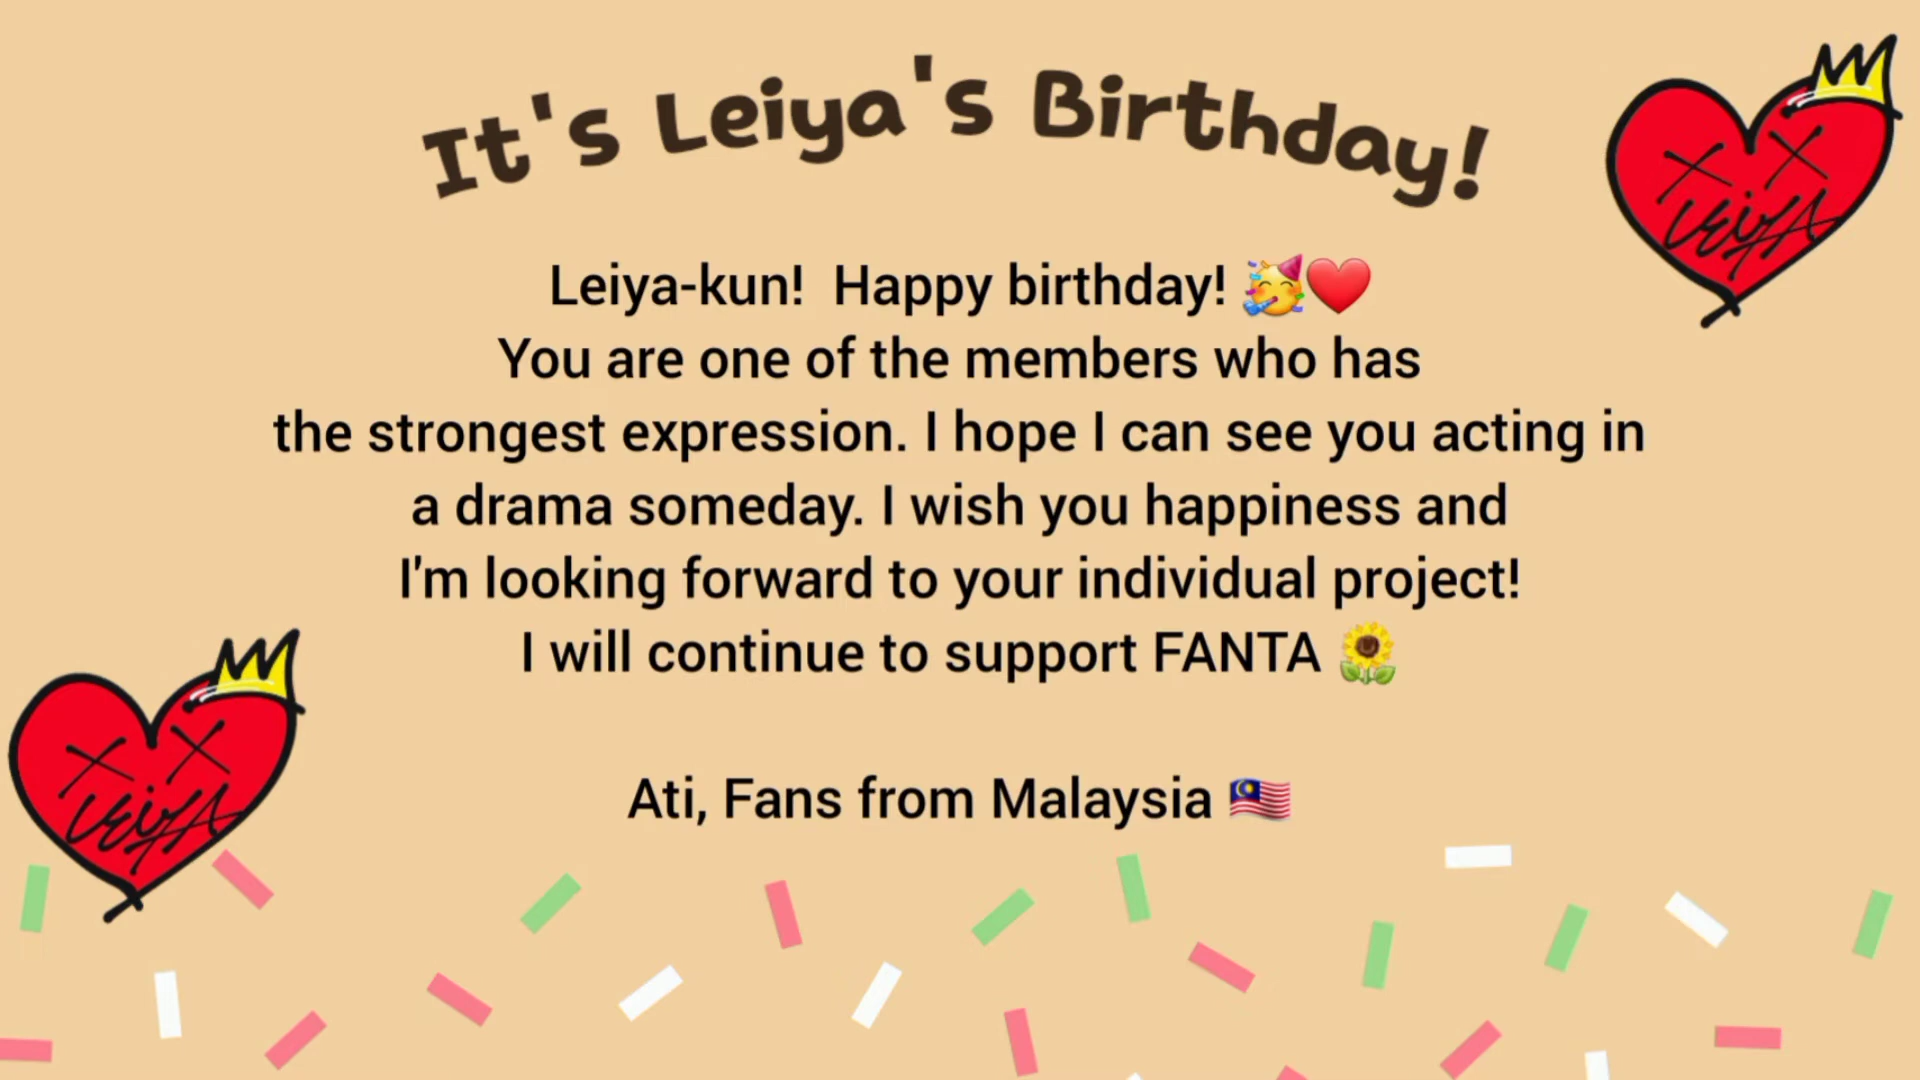 It's Leiya's Birthday!
LeiyA
Leiya-kun!  Happy birthday! 🥳❤️
You are one of the members who has
the strongest expression. I hope I can see you acting in
a drama someday. I wish you happiness and
I'm looking forward to your individual project!
I will continue to support FANTA 🌻
LeiyA
Ati, Fans from Malaysia 🇲🇾